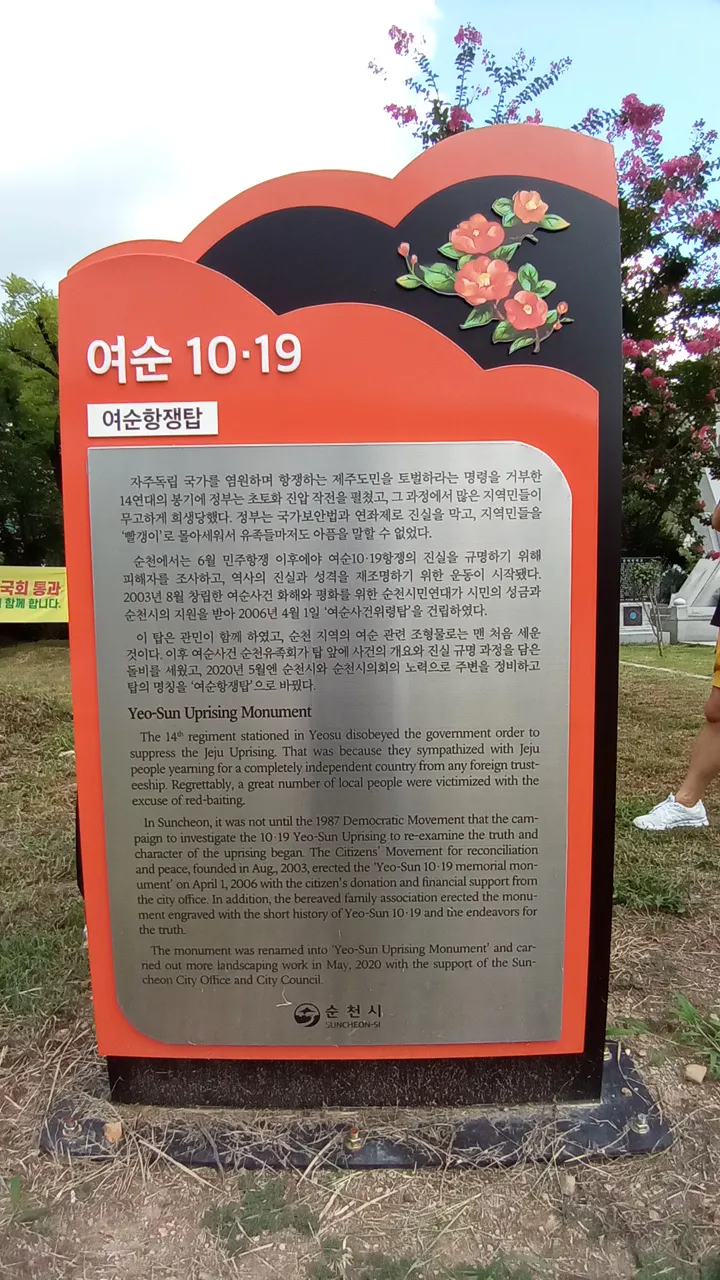 여순 10·19
여순항쟁탑
자주독립 국가를 염원하며 항쟁하는 제주도민을 토벌하라는 명령을 거부한
14연대의 봉기에 정부는 초토화 진압 작전을 펼쳤고, 그 과정에서 많은 지역민들이
무고하게 희생당했다. 정부는 국가보안법과 연좌제로 진실을 막고, 지역민들을
‘빨갱이’로 몰아세워서 유족들마저도 아픔을 말할 수 없었다.
순천에서는 6월 민주항쟁 이후에야 여순10·19항쟁의 진실을 규명하기 위해
피해자를 조사하고, 역사의 진실과 성격을 재조명하기 위한 운동이 시작됐다.
2003년 8월 창립한 여순사건 화해와 평화를 위한 순천시민연대가 시민의 성금과
순천시의 지원을 받아 2006년 4월 1일 ‘여순사건위령탑’을 건립하였다.
이 탑은 관민이 함께 하였고, 순천 지역의 여순 관련 조형물로는 맨 처음 세운
것이다. 이후 여순사건 순천유족회가 탑 앞에 사건의 개요와 진실 규명 과정을 담은
돌비를 세웠고, 2020년 5월엔 순천시와 순천시의회의 노력으로 주변을 정비하고
탑의 명칭을 ‘여순항쟁탑’으로 바꿨다.
Yeo-Sun Uprising Monument
The 14th regiment stationed in Yeosu disobeyed the government order to
suppress the Jeju Uprising. That was because they sympathized with Jeju
people yearning for a completely independent country from any foreign trust-
eeship. Regrettably, a great number of local people were victimized with the
excuse of red-baiting.
In Suncheon, it was not until the 1987 Democratic Movement that the cam-
paign to investigate the 10·19 Yeo-Sun Uprising to re-examine the truth and
character of the uprising began. The Citizens' Movement for reconciliation
and peace, founded in Aug., 2003, erected the 'Yeo-Sun 10·19 memorial mon-
ument' on April 1, 2006 with the citizen's donation and financial support from
the city office. In addition, the bereaved family association erected the monu-
ment engraved with the short history of Yeo-Sun 10·19 and the endeavors for
the truth.
The monument was renamed into 'Yeo-Sun Uprising Monument' and car-
ried out more landscaping work in May, 2020 with the support of the Sun-
cheon City Office and City Council.
순천시
SUNCHEON-SI
국회 통과
함께 합니다.